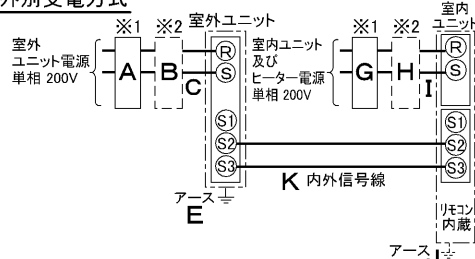 外別受電方式
※1 ※2 室外ユニット
室外
ユニット電源
単相 200V
A B C
R
S
S1
S2
S3
アース
E
K 内外信号線
※1 ※2
室内
ユニット
室内ユニット
及び
ヒーター電源
単相 200V
G H I
R
S
S1
S2
S3
リモコン
内蔵
アース